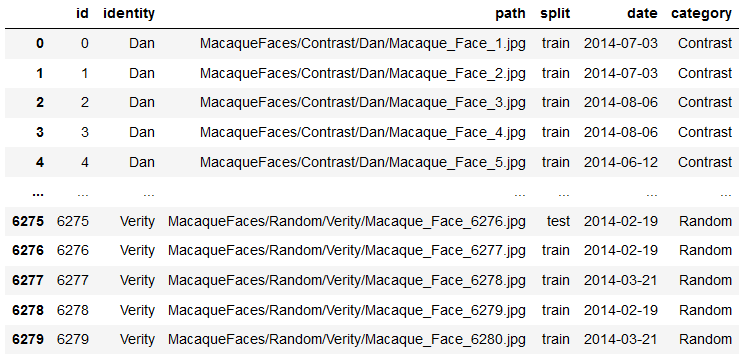 id identity path split date category
0 0 Dan MacaqueFaces/Contrast/Dan/Macaque_Face_1.jpg train 2014-07-03 Contrast
1 1 Dan MacaqueFaces/Contrast/Dan/Macaque_Face_2.jpg train 2014-07-03 Contrast
2 2 Dan MacaqueFaces/Contrast/Dan/Macaque_Face_3.jpg train 2014-08-06 Contrast
3 3 Dan MacaqueFaces/Contrast/Dan/Macaque_Face_4.jpg train 2014-08-06 Contrast
4 4 Dan MacaqueFaces/Contrast/Dan/Macaque_Face_5.jpg train 2014-06-12 Contrast
... ... ... ... ... ... ...
6275 6275 Verity MacaqueFaces/Random/Verity/Macaque_Face_6276.jpg test 2014-02-19 Random
6276 6276 Verity MacaqueFaces/Random/Verity/Macaque_Face_6277.jpg train 2014-02-19 Random
6277 6277 Verity MacaqueFaces/Random/Verity/Macaque_Face_6278.jpg train 2014-03-21 Random
6278 6278 Verity MacaqueFaces/Random/Verity/Macaque_Face_6279.jpg train 2014-02-19 Random
6279 6279 Verity MacaqueFaces/Random/Verity/Macaque_Face_6280.jpg train 2014-03-21 Random